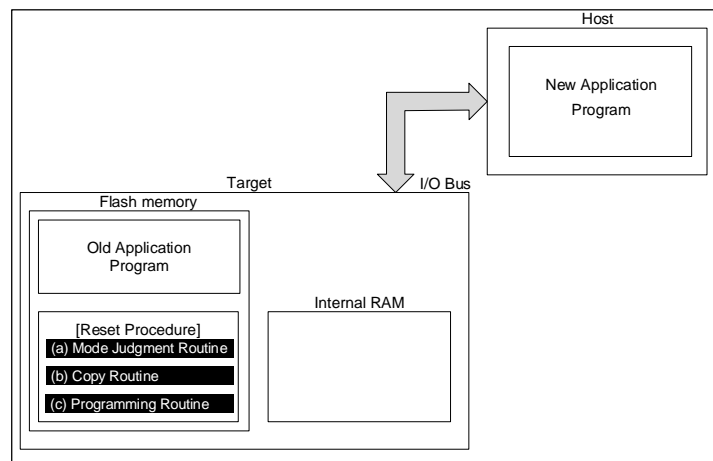 Host
New Application
Program
Target
I/O Bus
Flash memory
Old Application
Program
Internal RAM
[Reset Procedure]
(a) Mode Judgment Routine
(b) Copy Routine
(c) Programming Routine